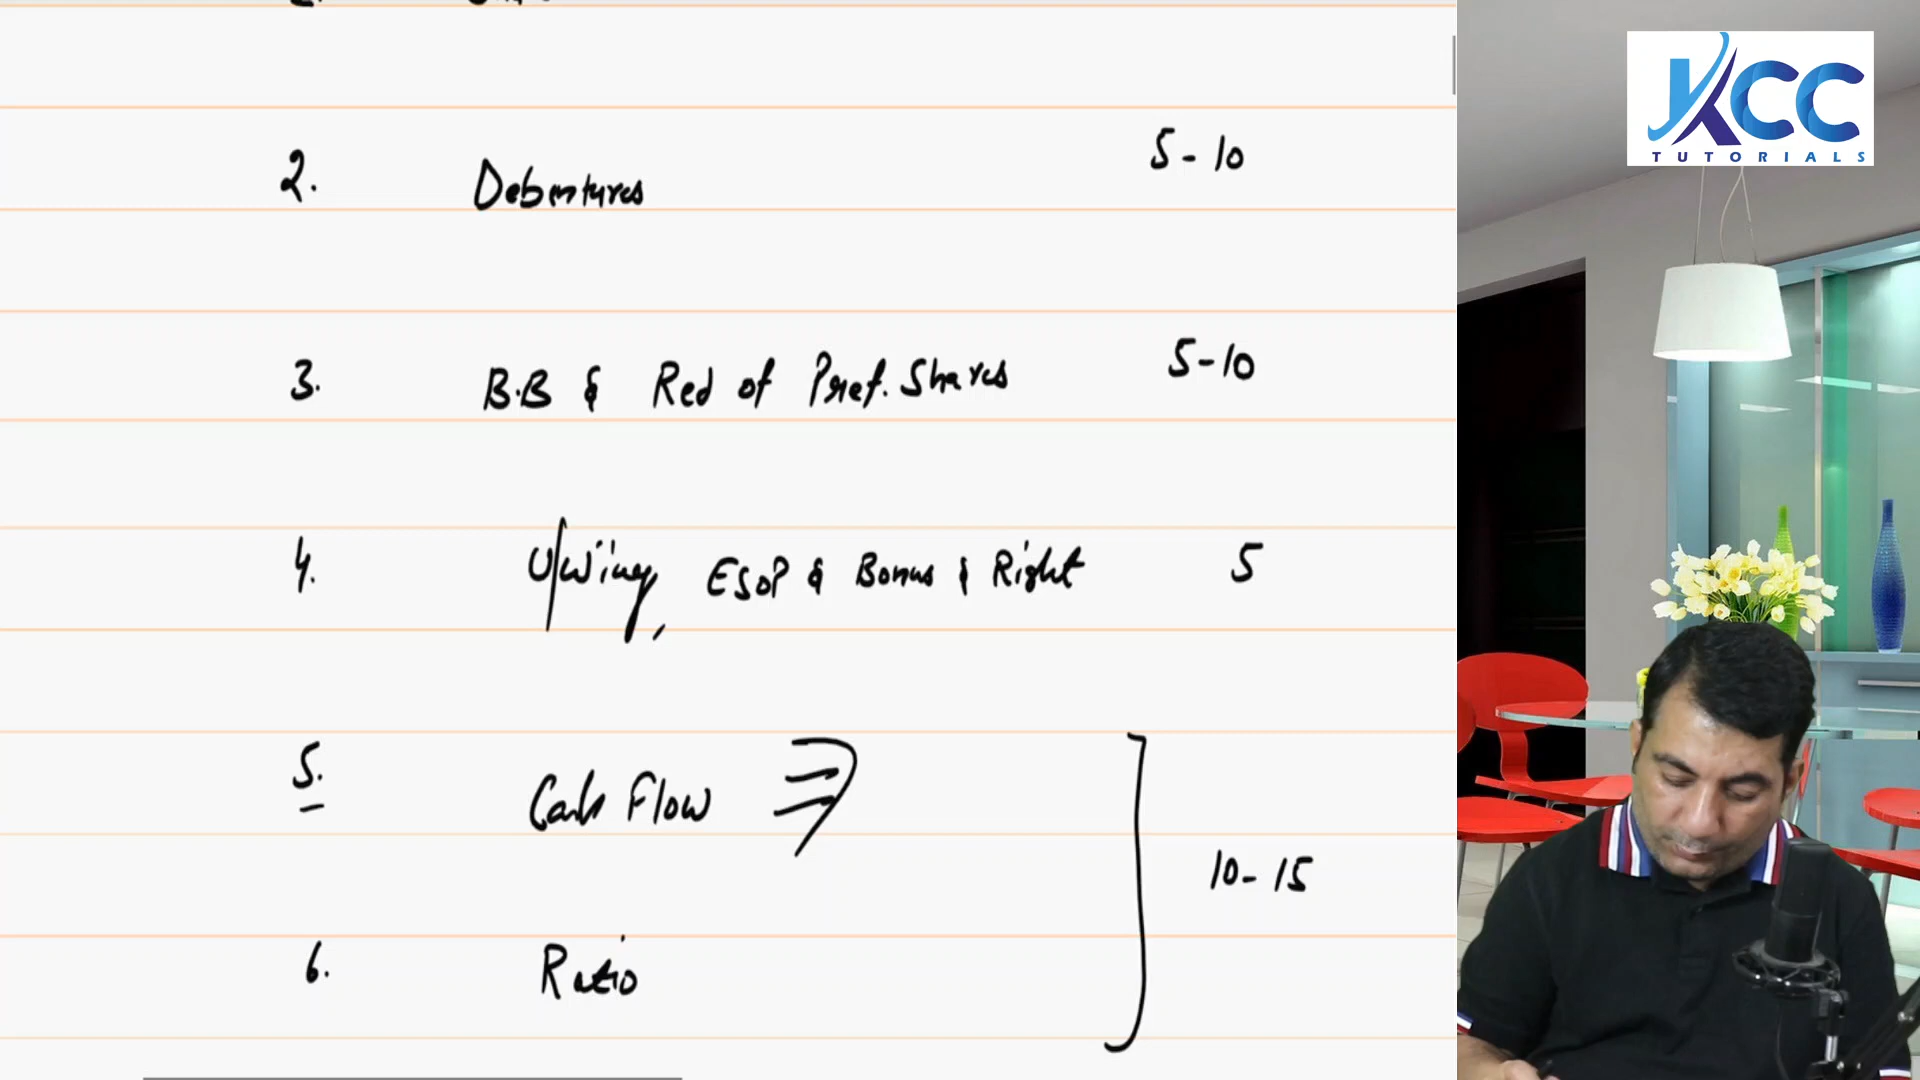 2. Debentures 5-10
3. B.B & Red of Pref. Shares 5-10
4. U/Wing, ESOP & Bonus & Right 5
5. Cash Flow
10-15
6. Ratio
KCC
TUTORIALS